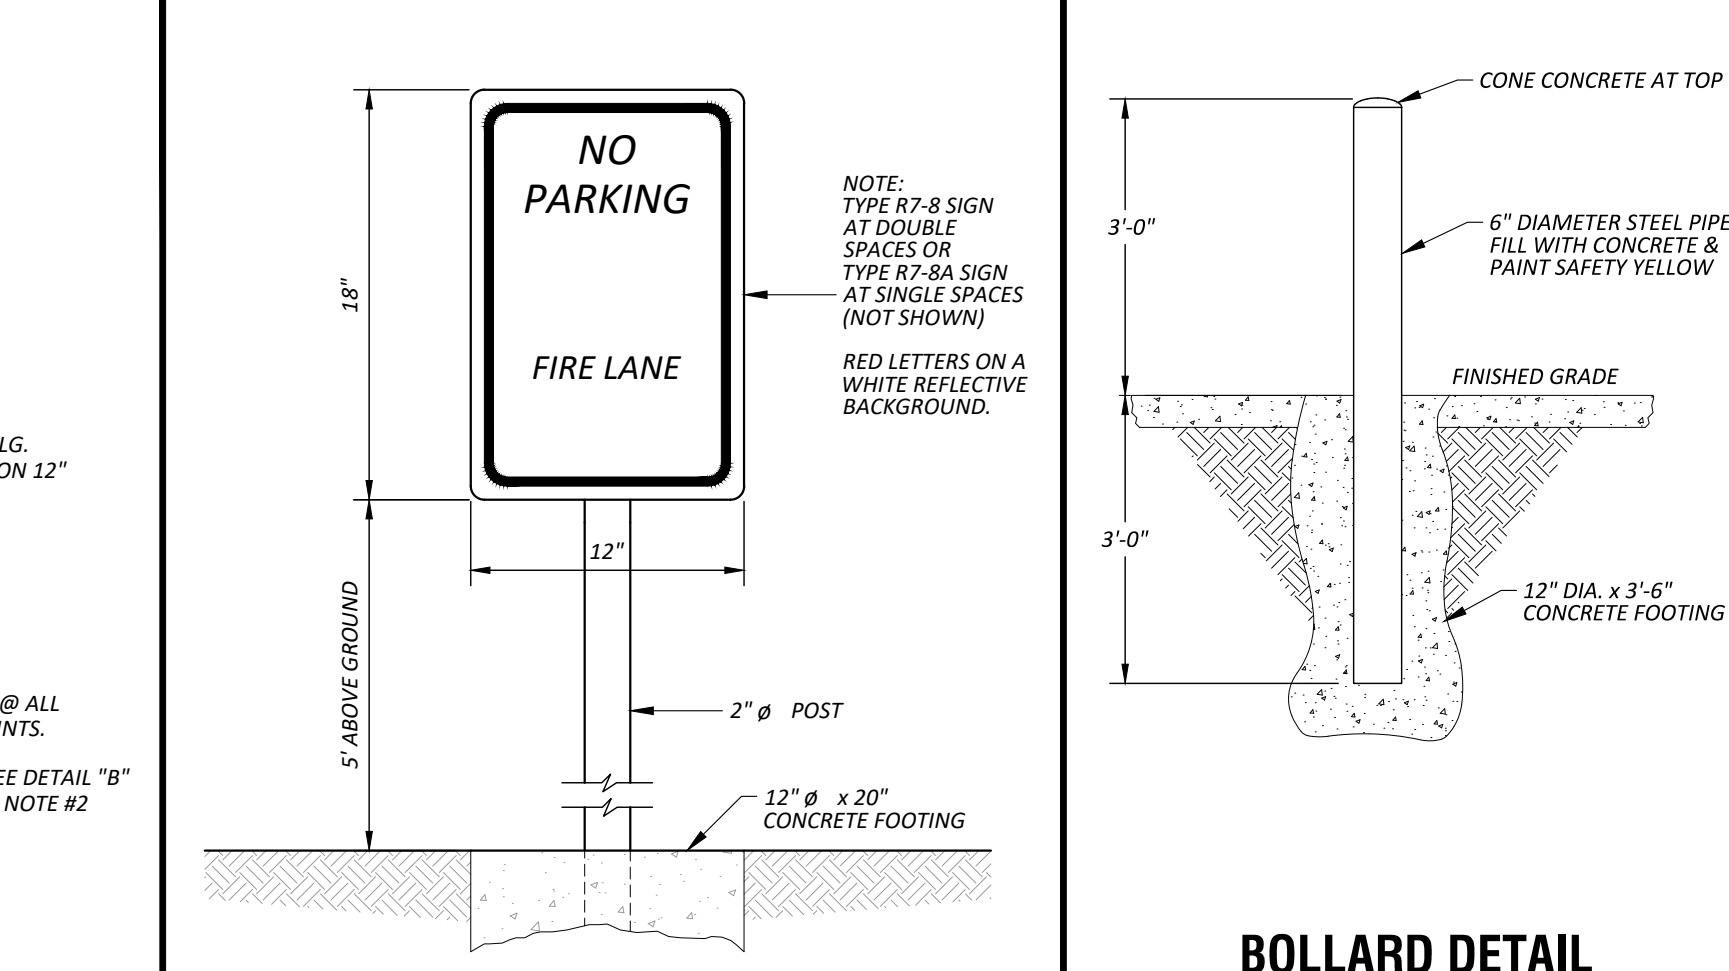 LG.
ON 12"
@ ALL
NTS.
EE DETAIL "B"
NOTE #2
NO
PARKING
FIRE LANE
18"
12"
5' ABOVE GROUND
NOTE:
TYPE R7-8 SIGN
AT DOUBLE
SPACES OR
TYPE R7-8A SIGN
AT SINGLE SPACES
(NOT SHOWN)
RED LETTERS ON A
WHITE REFLECTIVE
BACKGROUND.
2" ø POST
12" ø x 20"
CONCRETE FOOTING
CONE CONCRETE AT TOP
3'-0"
6" DIAMETER STEEL PIPE
FILL WITH CONCRETE &
PAINT SAFETY YELLOW
FINISHED GRADE
3'-0"
12" DIA. x 3'-6"
CONCRETE FOOTING
BOLLARD DETAIL